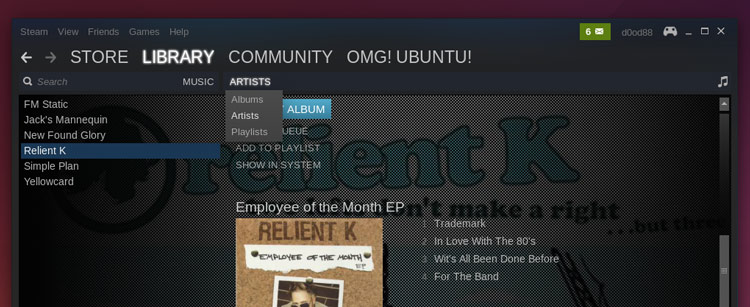 Steam View Friends Games Help
6
d0od88
STORE LIBRARY COMMUNITY OMG! UBUNTU!
Search
MUSIC
ARTISTS
FM Static
Jack's Mannequin
New Found Glory
Relient K
Simple Plan
Yellowcard
Albums
Artists
Playlists
ALBUM
UEUE
ADD TO PLAYLIST
SHOW IN SYSTEM
relient K
n't make a right
...but three
Employee of the Month EP
RELIENT K
EMPLOYEE OF THE MONTH
EP
1 Trademark
2 In Love With The 80's
3 Wit's All Been Done Before
4 For The Band